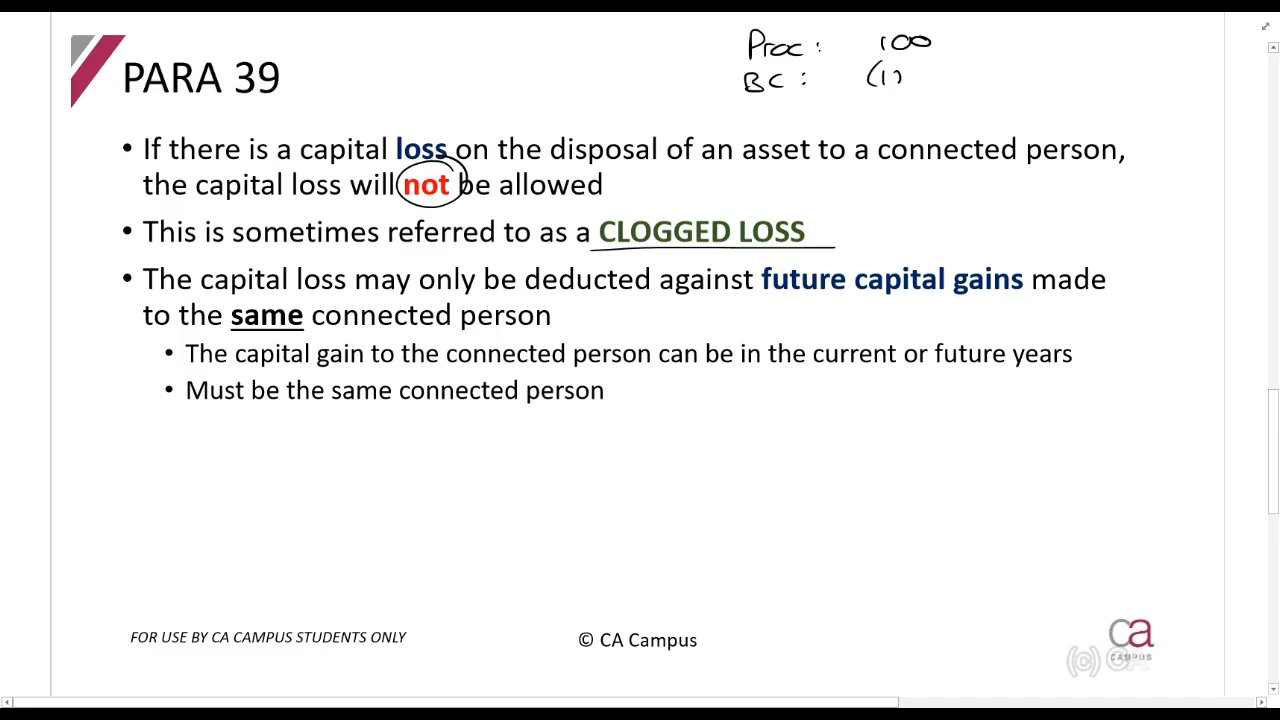 Proc : 100
BC : (12
PARA 39
• If there is a capital loss on the disposal of an asset to a connected person,
the capital loss will not be allowed
• This is sometimes referred to as a CLOGGED LOSS
• The capital loss may only be deducted against future capital gains made
to the same connected person
• The capital gain to the connected person can be in the current or future years
• Must be the same connected person
FOR USE BY CA CAMPUS STUDENTS ONLY
© CA Campus
ca
CAMPUS